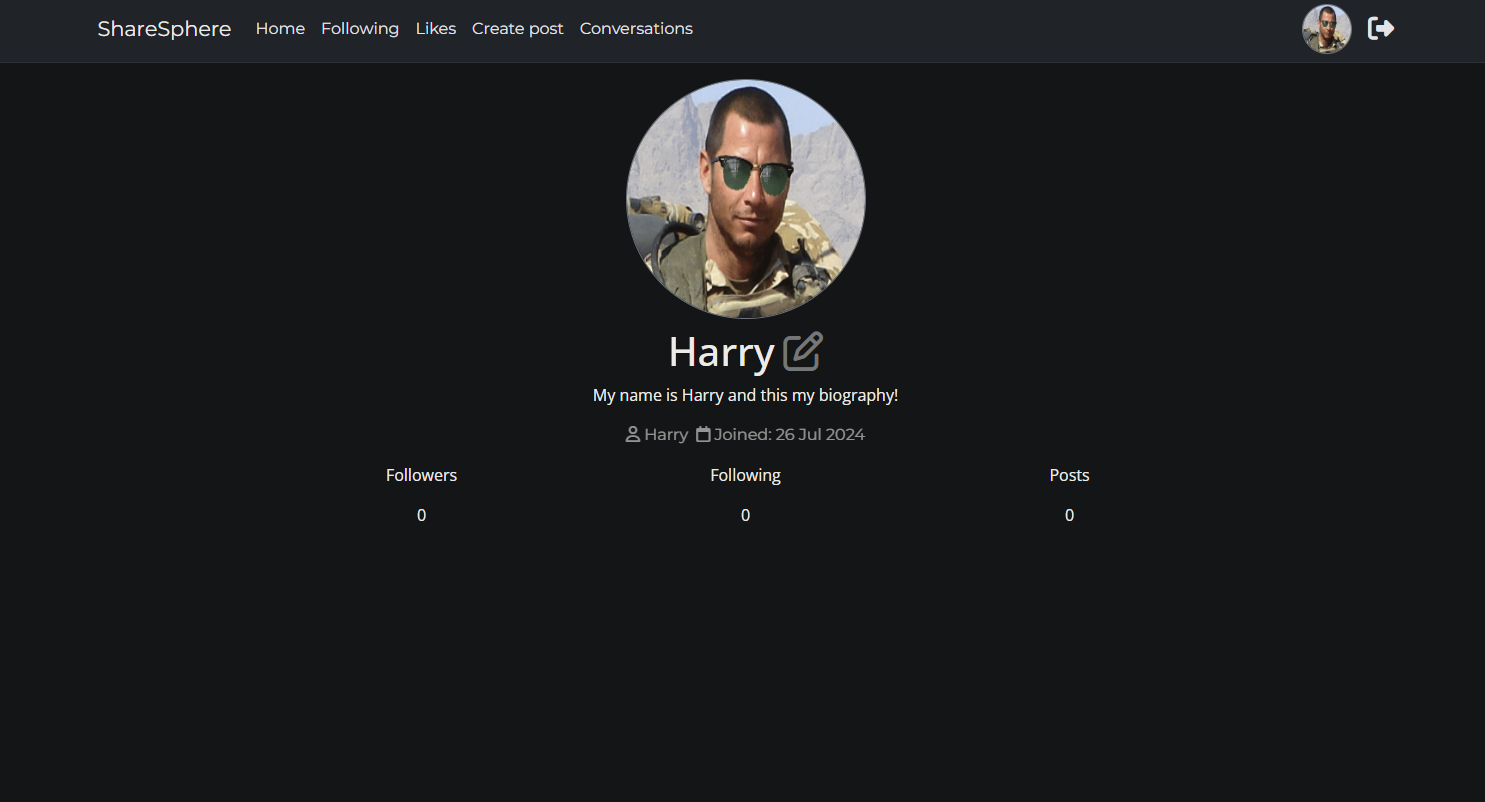 ShareSphere Home Following Likes Create post Conversations
Harry
My name is Harry and this my biography!
Harry Joined: 26 Jul 2024
Followers Following Posts
0 0 0